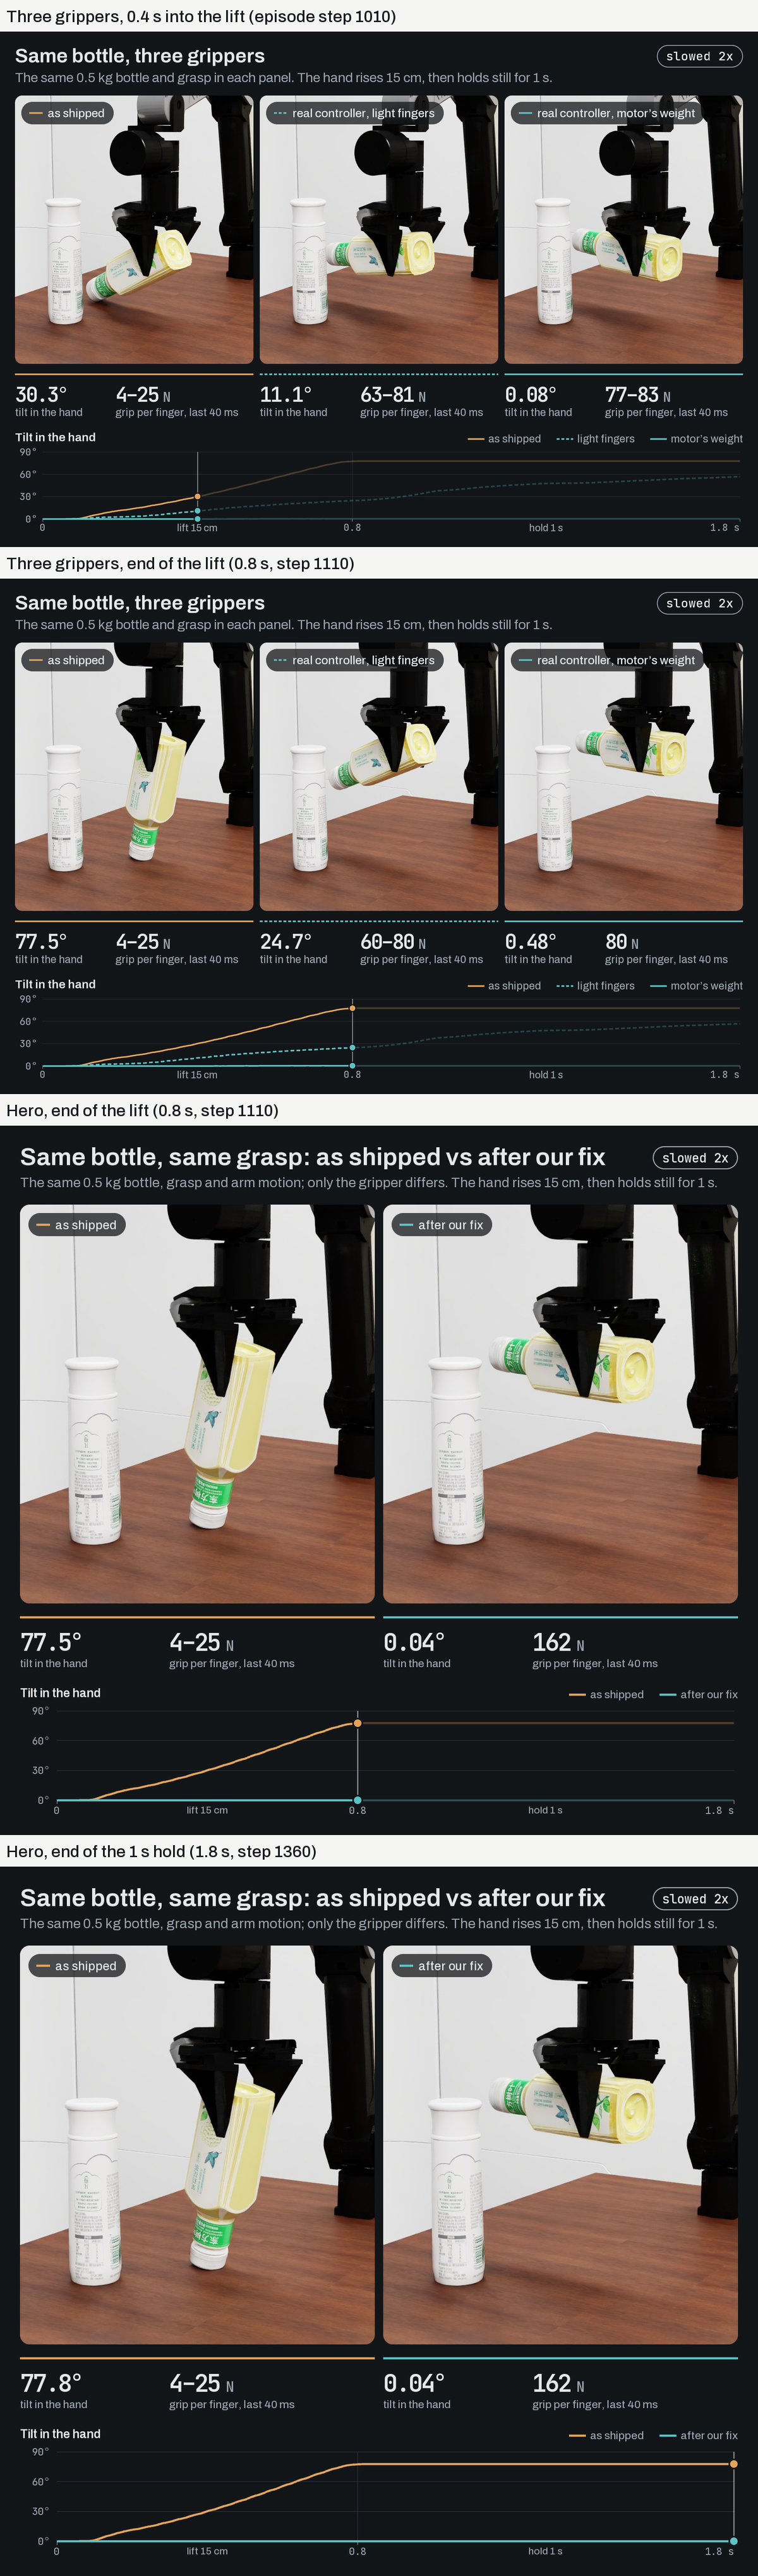 Three grippers, 0.4 s into the lift (episode step 1010)
Same bottle, three grippers
slowed 2x
The same 0.5 kg bottle and grasp in each panel. The hand rises 15 cm, then holds still for 1 s.
as shipped
real controller, light fingers
real controller, motor's weight
30.3° 4–25 N 11.1° 63–81 N 0.08° 77–83 N
tilt in the hand grip per finger, last 40 ms tilt in the hand grip per finger, last 40 ms tilt in the hand grip per finger, last 40 ms
Tilt in the hand
as shipped light fingers motor's weight
90°
60°
30°
0°
0 lift 15 cm 0.8 hold 1 s 1.8 s
Three grippers, end of the lift (0.8 s, step 1110)
Same bottle, three grippers
slowed 2x
The same 0.5 kg bottle and grasp in each panel. The hand rises 15 cm, then holds still for 1 s.
as shipped
real controller, light fingers
real controller, motor's weight
77.5° 4–25 N 24.7° 60–80 N 0.48° 80 N
tilt in the hand grip per finger, last 40 ms tilt in the hand grip per finger, last 40 ms tilt in the hand grip per finger, last 40 ms
Tilt in the hand
as shipped light fingers motor's weight
90°
60°
30°
0°
0 lift 15 cm 0.8 hold 1 s 1.8 s
Hero, end of the lift (0.8 s, step 1110)
Same bottle, same grasp: as shipped vs after our fix
slowed 2x
The same 0.5 kg bottle, grasp and arm motion; only the gripper differs. The hand rises 15 cm, then holds still for 1 s.
as shipped
after our fix
77.5° 4–25 N 0.04° 162 N
tilt in the hand grip per finger, last 40 ms tilt in the hand grip per finger, last 40 ms
Tilt in the hand
as shipped after our fix
90°
60°
30°
0°
0 lift 15 cm 0.8 hold 1 s 1.8 s
Hero, end of the 1 s hold (1.8 s, step 1360)
Same bottle, same grasp: as shipped vs after our fix
slowed 2x
The same 0.5 kg bottle, grasp and arm motion; only the gripper differs. The hand rises 15 cm, then holds still for 1 s.
as shipped
after our fix
77.8° 4–25 N 0.04° 162 N
tilt in the hand grip per finger, last 40 ms tilt in the hand grip per finger, last 40 ms
Tilt in the hand
as shipped after our fix
90°
60°
30°
0°
0 lift 15 cm 0.8 hold 1 s 1.8 s